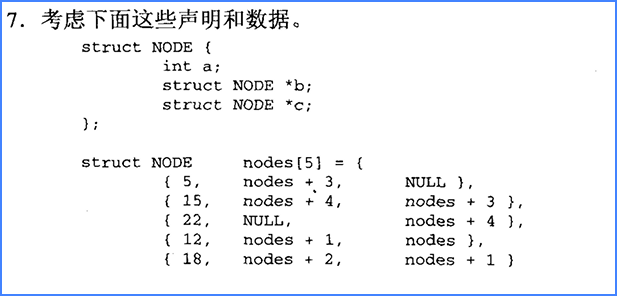 7. 考虑下面这些声明和数据。
struct NODE {
int a;
struct NODE *b;
struct NODE *c;
};
struct NODE nodes[5] = {
{ 5, nodes + 3, NULL },
{ 15, nodes + 4, nodes + 3 },
{ 22, NULL, nodes + 4 },
{ 12, nodes + 1, nodes },
{ 18, nodes + 2, nodes + 1 }